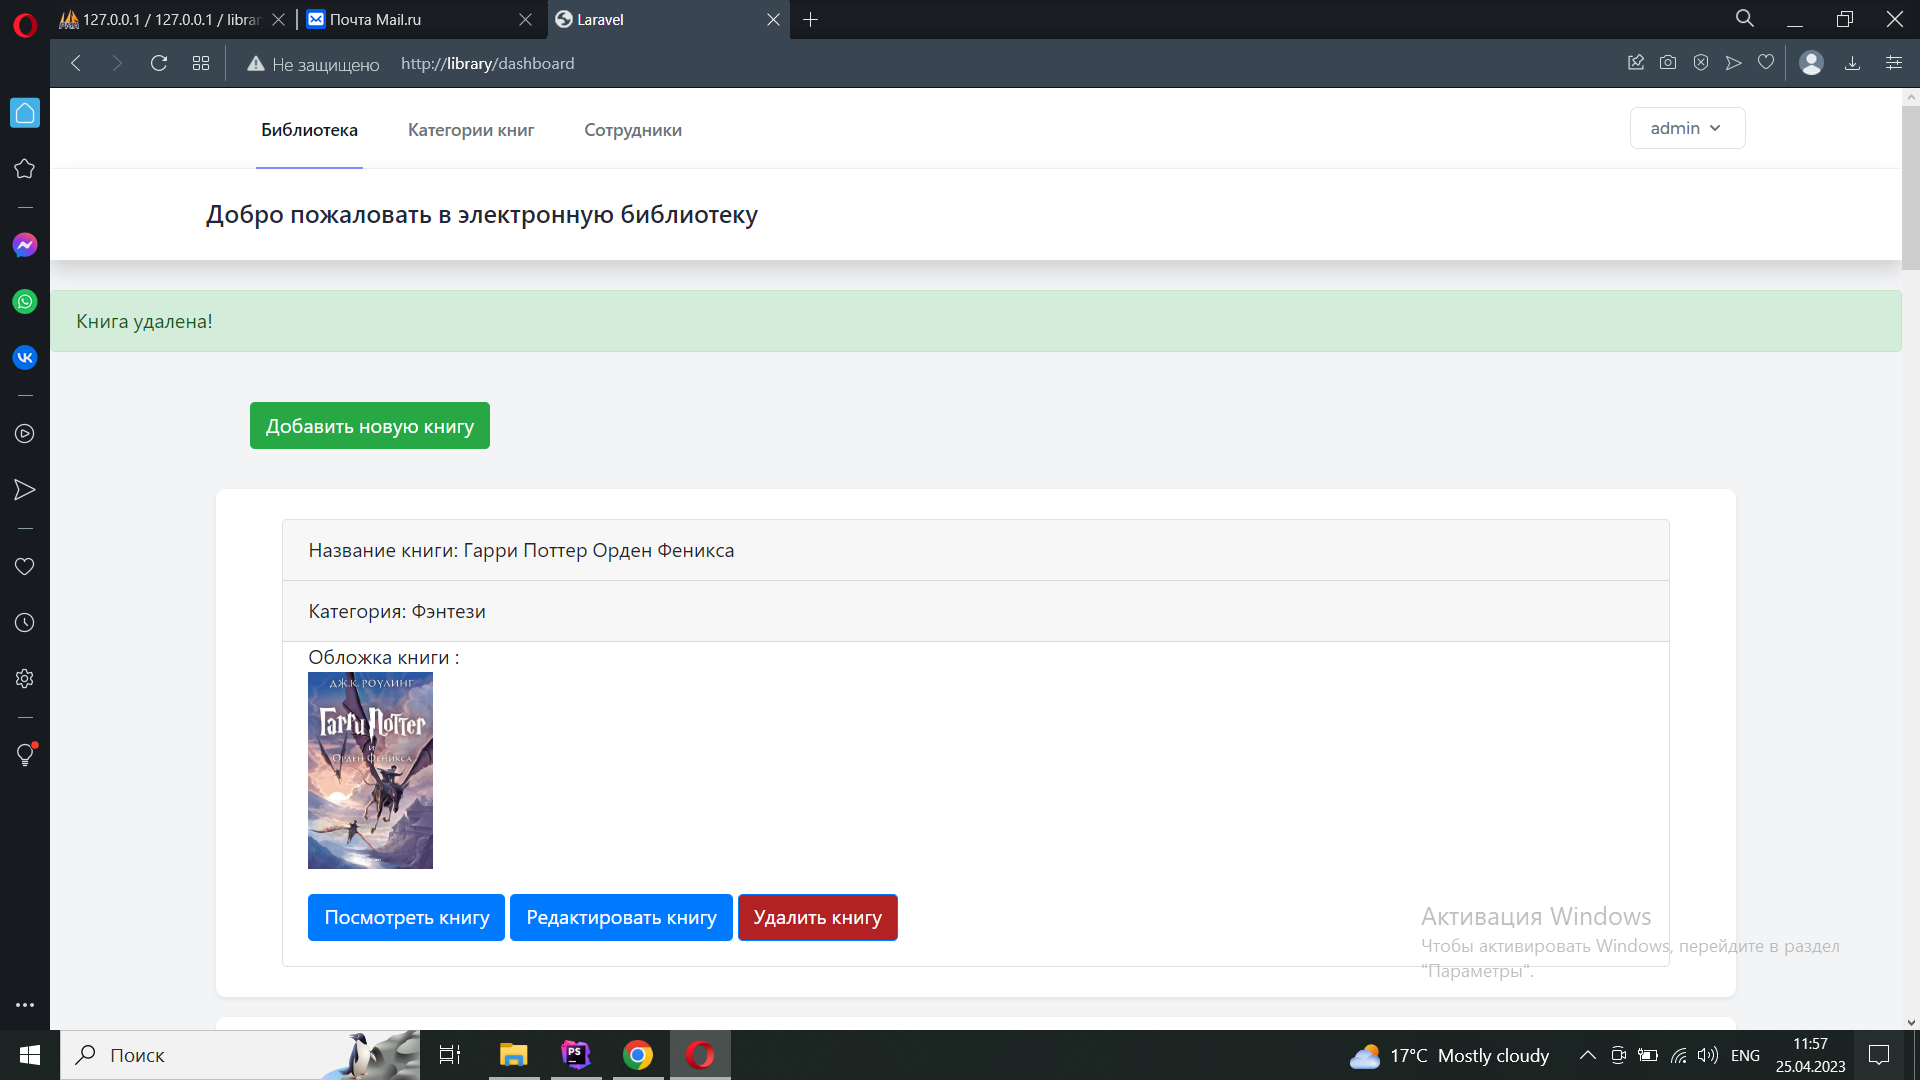 127.0.0.1 / 127.0.0.1 / librar
Почта Mail.ru
Laravel
Не защищено
http://library/dashboard
Библиотека
Категории книг
Сотрудники
admin
Добро пожаловать в электронную библиотеку
Книга удалена!
Добавить новую книгу
Название книги: Гарри Поттер Орден Феникса
Категория: Фэнтези
Обложка книги :
ДЖ.К. РОУЛИНГ
Гарри Поттер
и
Орден Феникса
Посмотреть книгу
Редактировать книгу
Удалить книгу
Активация Windows
Чтобы активировать Windows, перейдите в раздел
"Параметры".
Поиск
PS
17°C Mostly cloudy
ENG
11:57
25.04.2023